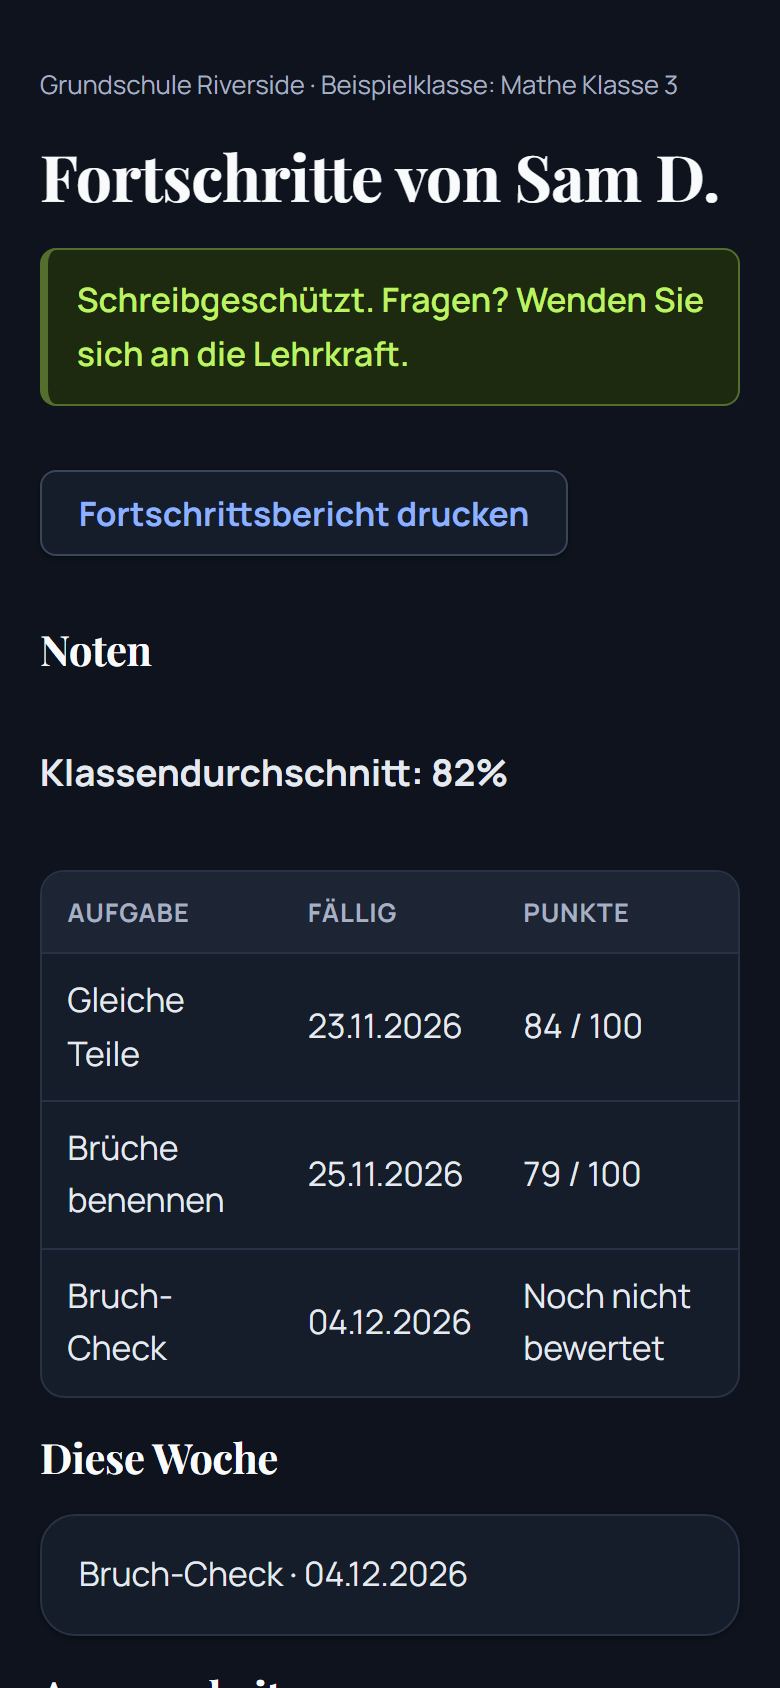 Grundschule Riverside · Beispielklasse: Mathe Klasse 3
Fortschritte von Sam D.
Schreibgeschützt. Fragen? Wenden Sie
sich an die Lehrkraft.
Fortschrittsbericht drucken
Noten
Klassendurchschnitt: 82%
AUFGABE FÄLLIG PUNKTE
Gleiche
Teile
23.11.2026
84 / 100
Brüche
benennen
25.11.2026
79 / 100
Bruch-
Check
04.12.2026
Noch nicht
bewertet
Diese Woche
Bruch-Check · 04.12.2026